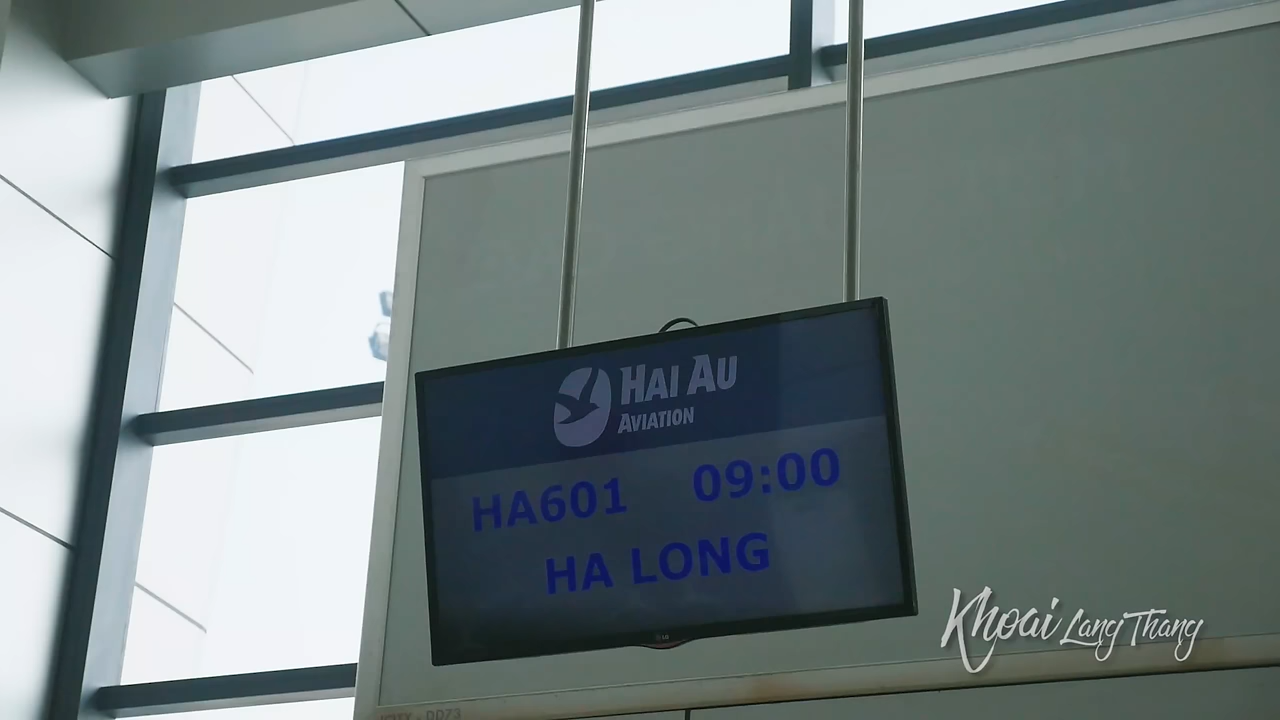 HAI AU
AVIATION
HA601 09:00
HA LONG
LG
Khoai Lang Thang